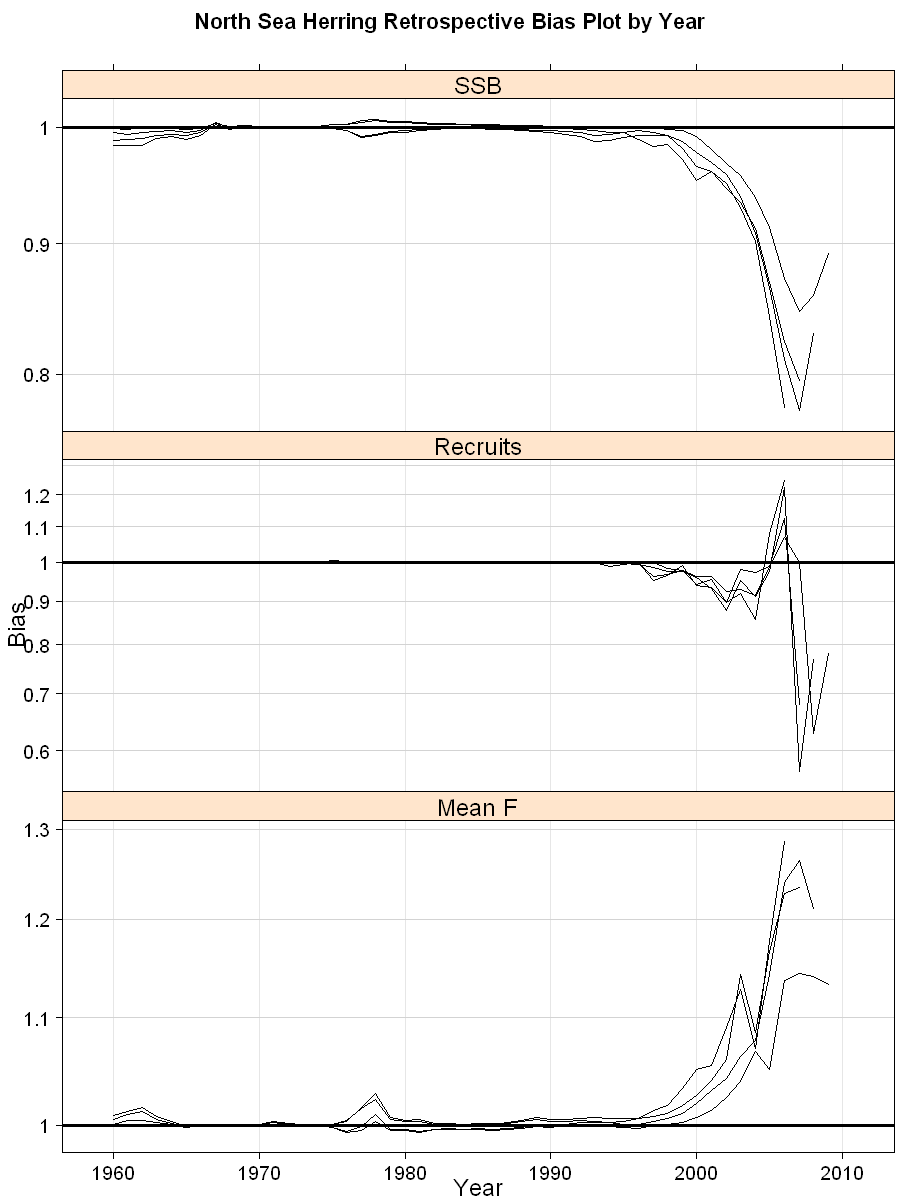 North Sea Herring Retrospective Bias Plot by Year
SSB
1
0.9
0.8
Recruits
1.2
1.1
1
0.9
0.8
0.7
0.6
Bias
Mean F
1.3
1.2
1.1
1
1960 1970 1980 1990 2000 2010
Year